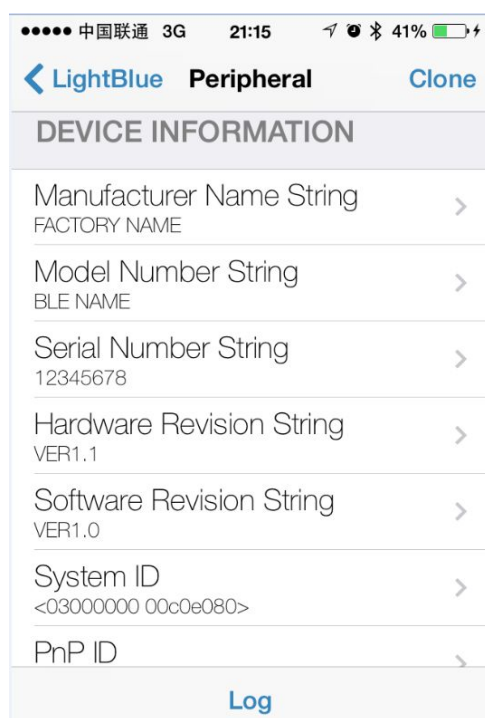 中国联通 3G 21:15 41%
LightBlue Peripheral Clone
DEVICE INFORMATION
Manufacturer Name String
FACTORY NAME
Model Number String
BLE NAME
Serial Number String
12345678
Hardware Revision String
VER1.1
Software Revision String
VER1.0
System ID
<03000000 00c0e080>
PnP ID
Log